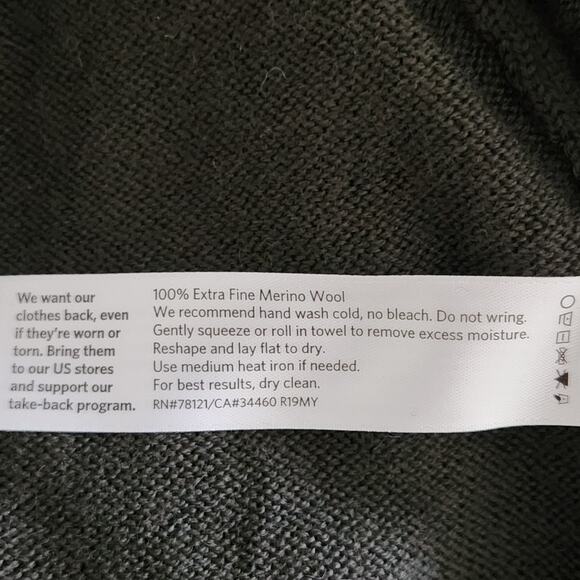 We want our
clothes back, even
if they're worn or
torn. Bring them
to our US stores
and support our
take-back program.
100% Extra Fine Merino Wool
We recommend hand wash cold, no bleach. Do not wring.
Gently squeeze or roll in towel to remove excess moisture.
Reshape and lay flat to dry.
Use medium heat iron if needed.
For best results, dry clean.
RN#78121/CA#34460 R19MY